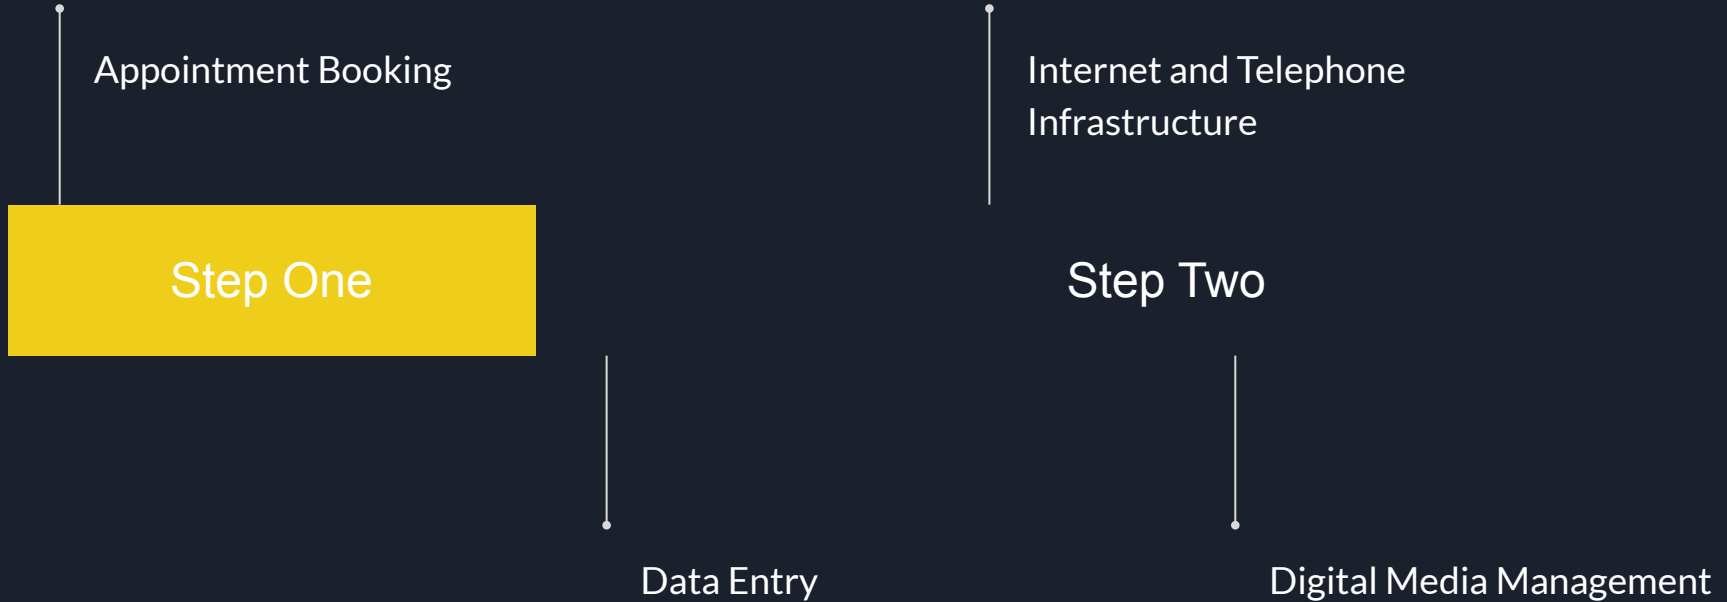 Appointment Booking
Internet and Telephone
Infrastructure
Step One
Step Two
Data Entry
Digital Media Management